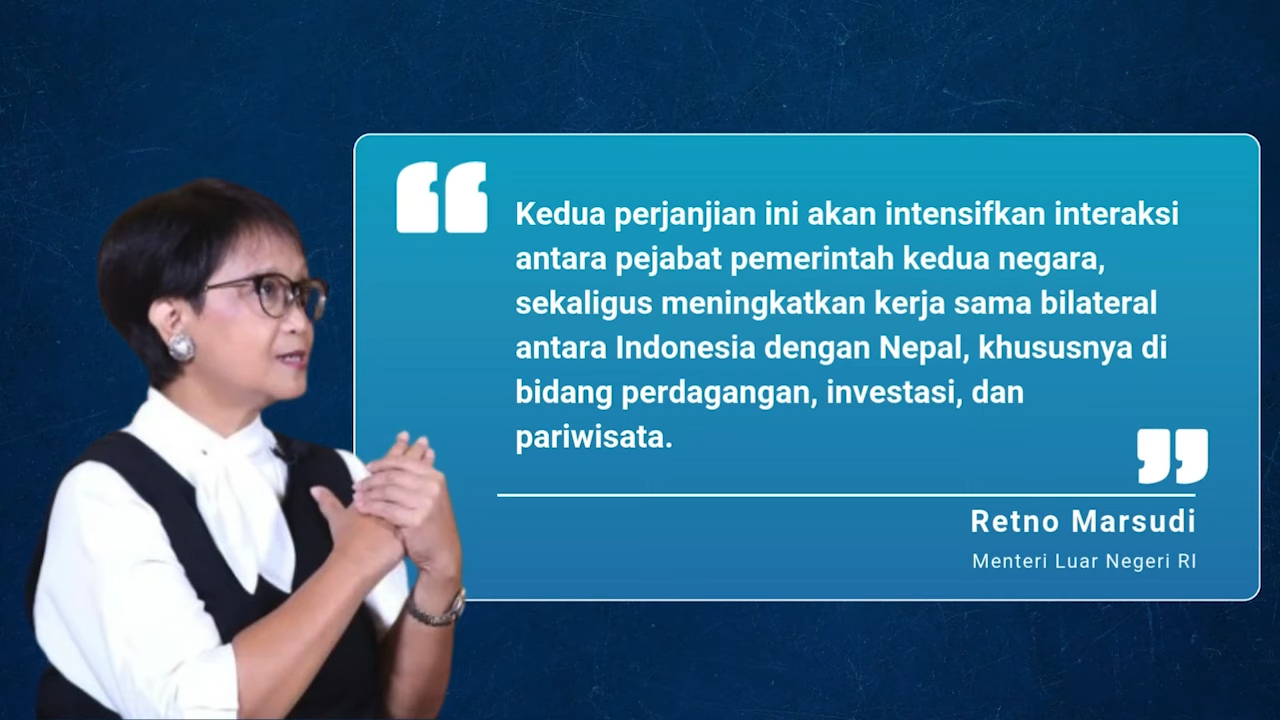 Kedua perjanjian ini akan intensifkan interaksi
antara pejabat pemerintah kedua negara,
sekaligus meningkatkan kerja sama bilateral
antara Indonesia dengan Nepal, khususnya di
bidang perdagangan, investasi, dan
pariwisata.
Retno Marsudi
Menteri Luar Negeri RI